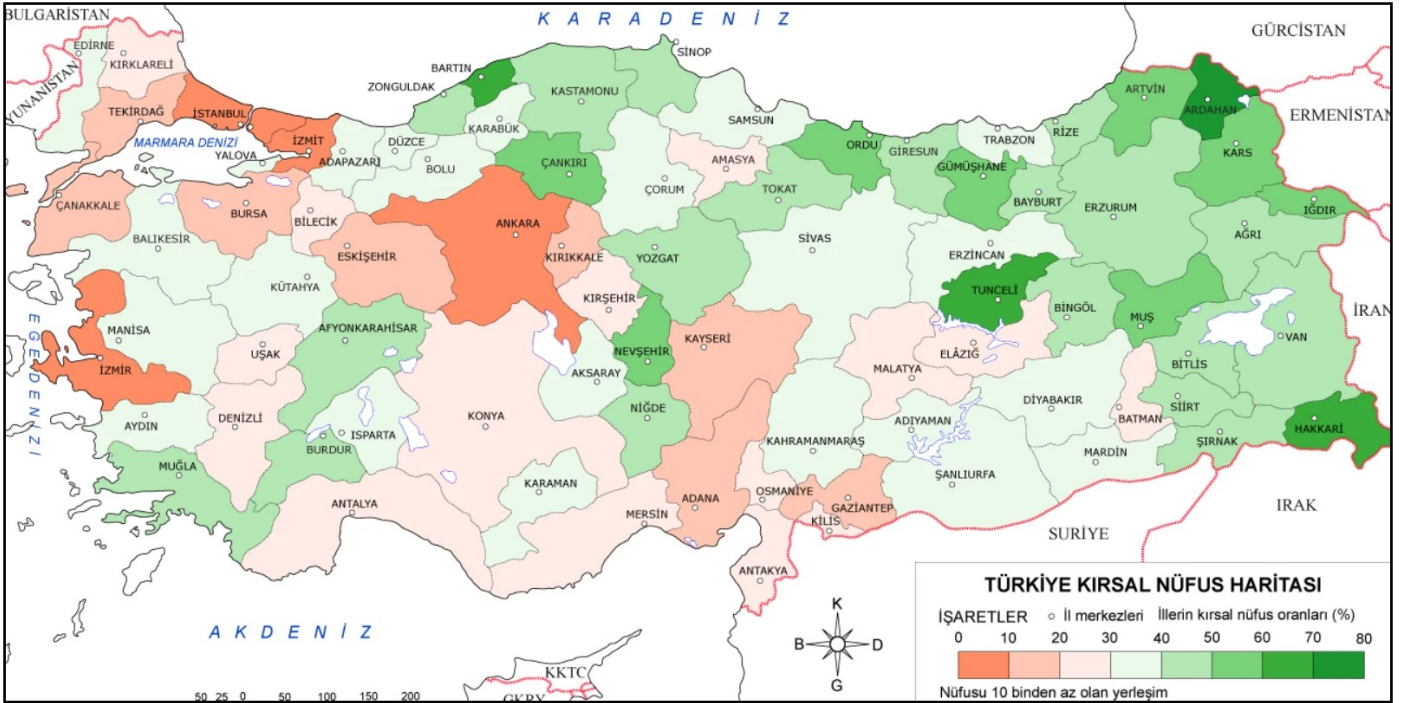 BULGARİSTAN
K A R A D E N İ Z
GÜRCİSTAN
EDİRNE
KIRKLARELİ
YUNANİSTAN
TEKİRDAĞ
İSTANBUL
İZMİT
MARMARA DENİZİ
YALOVA
ADAPAZARI
DÜZCE
BOLU
ZONGULDAK
BARTIN
KARABÜK
KASTAMONU
SİNOP
ÇANKIRI
SAMSUN
AMASYA
ÇORUM
TOKAT
ORDU
GİRESUN
TRABZON
RİZE
GÜMÜŞHANE
BAYBURT
ARTVİN
ARDAHAN
KARS
ERMENİSTAN
IĞDIR
ERZURUM
AĞRI
ÇANAKKALE
BURSA
BİLECİK
BALIKESİR
ESKİŞEHİR
ANKARA
KIRIKKALE
YOZGAT
SİVAS
ERZİNCAN
TUNCELİ
BİNGÖL
MUŞ
VAN
BİTLİS
İRAN
KÜTAHYA
KIRŞEHİR
MANİSA
AFYONKARAHİSAR
UŞAK
NEVŞEHİR
KAYSERİ
ELÂZIĞ
MALATYA
E G E D E N İ Z İ
İZMİR
AKSARAY
AYDIN
DENİZLİ
ISPARTA
BURDUR
KONYA
NİĞDE
KAHRAMANMARAŞ
ADIYAMAN
DİYABAKIR
BATMAN
SİİRT
ŞIRNAK
HAKKARİ
MARDİN
ŞANLIURFA
MUĞLA
ANTALYA
KARAMAN
MERSİN
ADANA
OSMANİYE
GAZİANTEP
KİLİS
ANTAKYA
SURİYE
IRAK
A K D E N İ Z
KKTC
GKRY
K
B
D
G
50 25 0 50 100 150 200
TÜRKİYE KIRSAL NÜFUS HARİTASI
İŞARETLER İl merkezleri İllerin kırsal nüfus oranları (%)
0 10 20 30 40 50 60 70 80
Nüfusu 10 binden az olan yerleşim